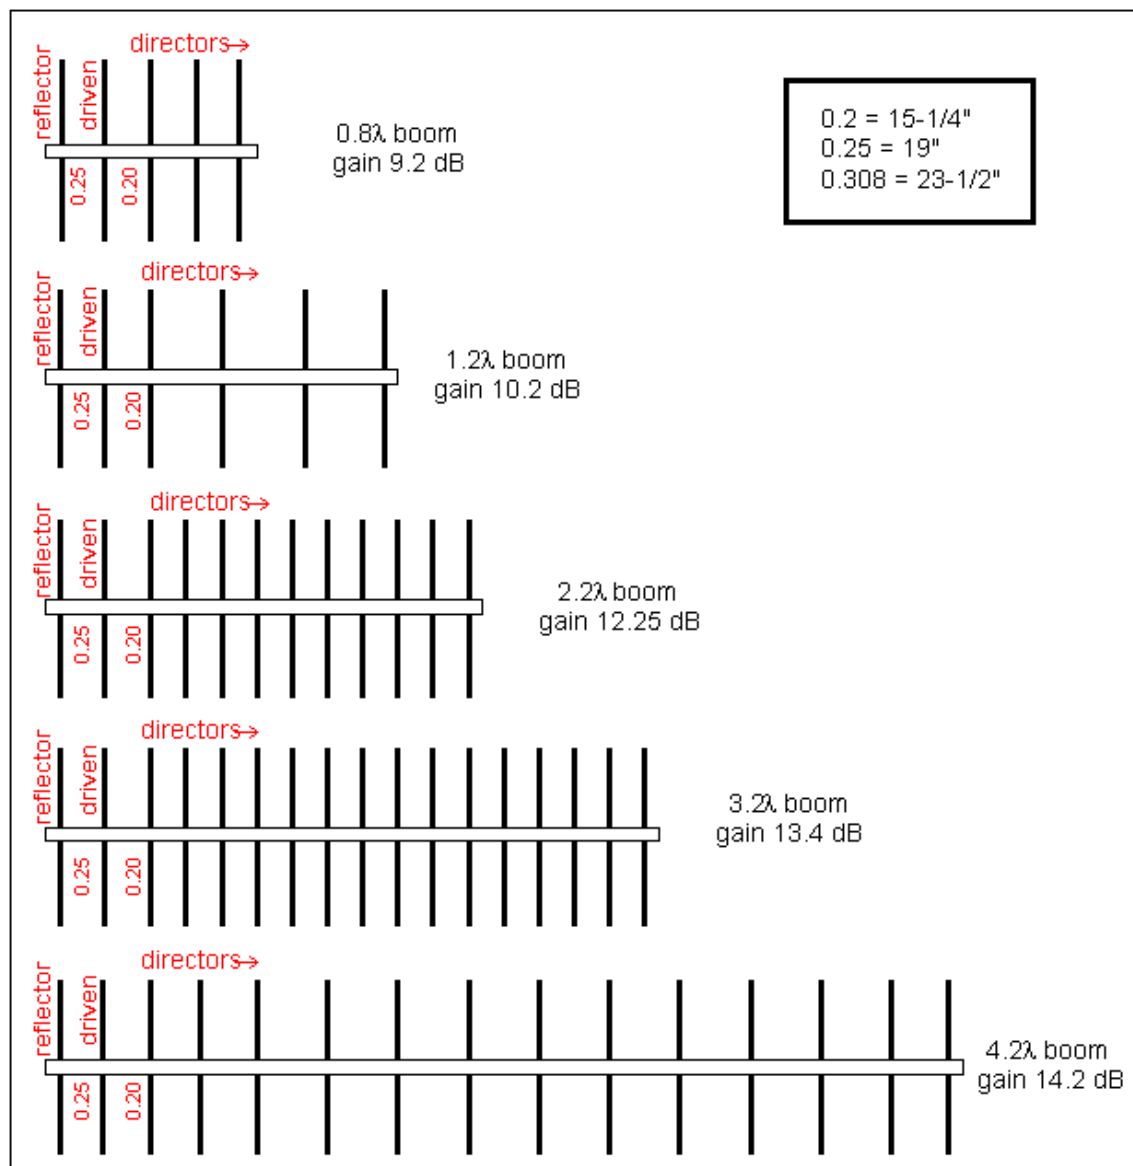 directors→
reflector
driven
0.25
0.20
0.8λ boom
gain 9.2 dB
0.2 = 15-1/4"
0.25 = 19"
0.308 = 23-1/2"
directors→
reflector
driven
0.25
0.20
1.2λ boom
gain 10.2 dB
directors→
reflector
driven
0.25
0.20
2.2λ boom
gain 12.25 dB
directors→
reflector
driven
0.25
0.20
3.2λ boom
gain 13.4 dB
directors→
reflector
driven
0.25
0.20
4.2λ boom
gain 14.2 dB